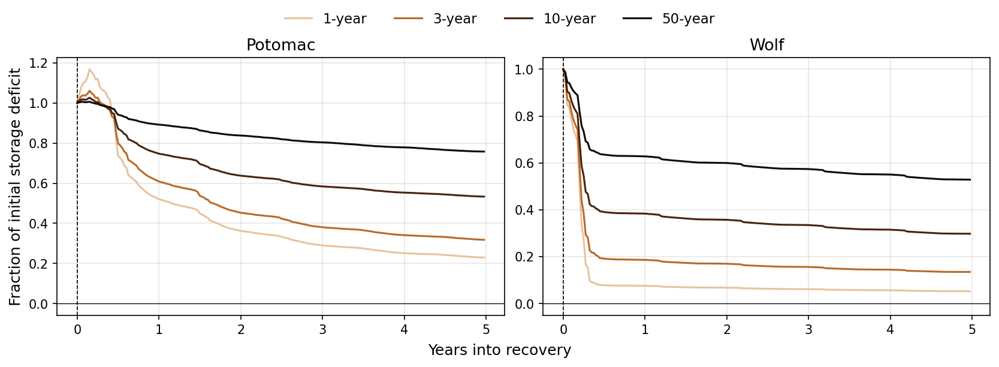 1-year 3-year 10-year 50-year
Potomac
Wolf
Fraction of initial storage deficit
1.2
1.0
0.8
0.6
0.4
0.2
0.0
0 1 2 3 4 5
1.0
0.8
0.6
0.4
0.2
0.0
0 1 2 3 4 5
Years into recovery